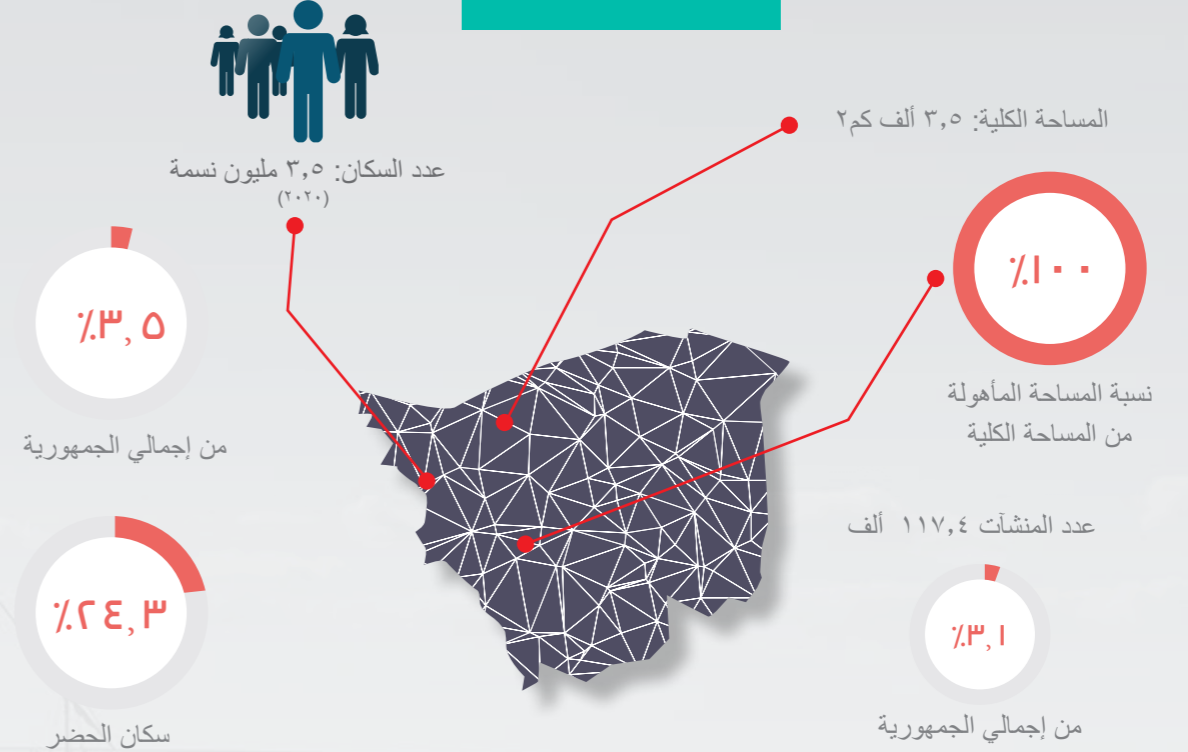 عدد السكان: ٣,٥ مليون نسمة
(٢٠٢٠)
المساحة الكلية: ٣,٥ ألف كم٢
٪١٠٠
نسبة المساحة المأهولة
من المساحة الكلية
٪٣,٥
من إجمالي الجمهورية
عدد المنشآت ١١٧,٤ ألف
٪٣,١
من إجمالي الجمهورية
٪٢٤,٣
سكان الحضر